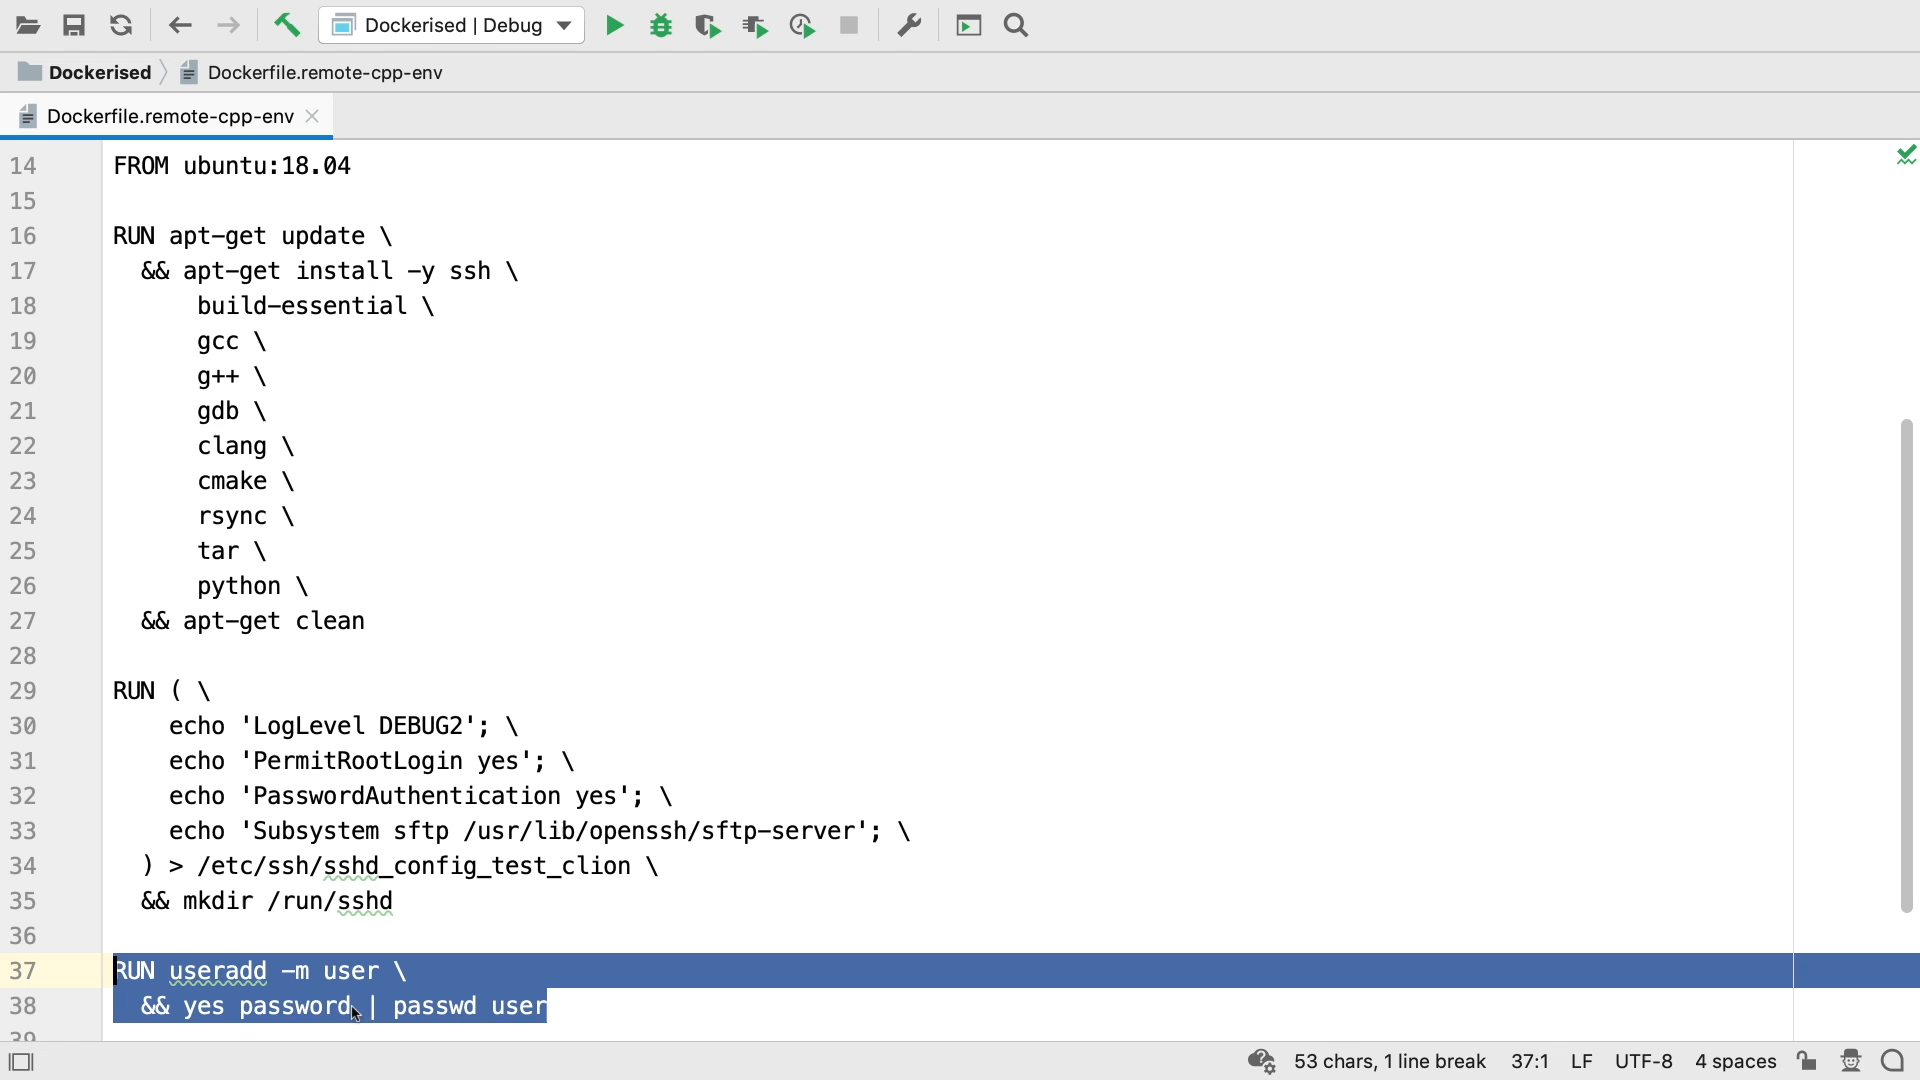 Dockerised | Debug
Dockerised
Dockerfile.remote-cpp-env
Dockerfile.remote-cpp-env
14 FROM ubuntu:18.04
15
16 RUN apt-get update \
17   && apt-get install -y ssh \
18       build-essential \
19       gcc \
20       g++ \
21       gdb \
22       clang \
23       cmake \
24       rsync \
25       tar \
26       python \
27   && apt-get clean
28
29 RUN ( \
30     echo 'LogLevel DEBUG2'; \
31     echo 'PermitRootLogin yes'; \
32     echo 'PasswordAuthentication yes'; \
33     echo 'Subsystem sftp /usr/lib/openssh/sftp-server'; \
34   ) > /etc/ssh/sshd_config_test_clion \
35   && mkdir /run/sshd
36
37 RUN useradd -m user \
38   && yes password | passwd user
39
53 chars, 1 line break 37:1 LF UTF-8 4 spaces